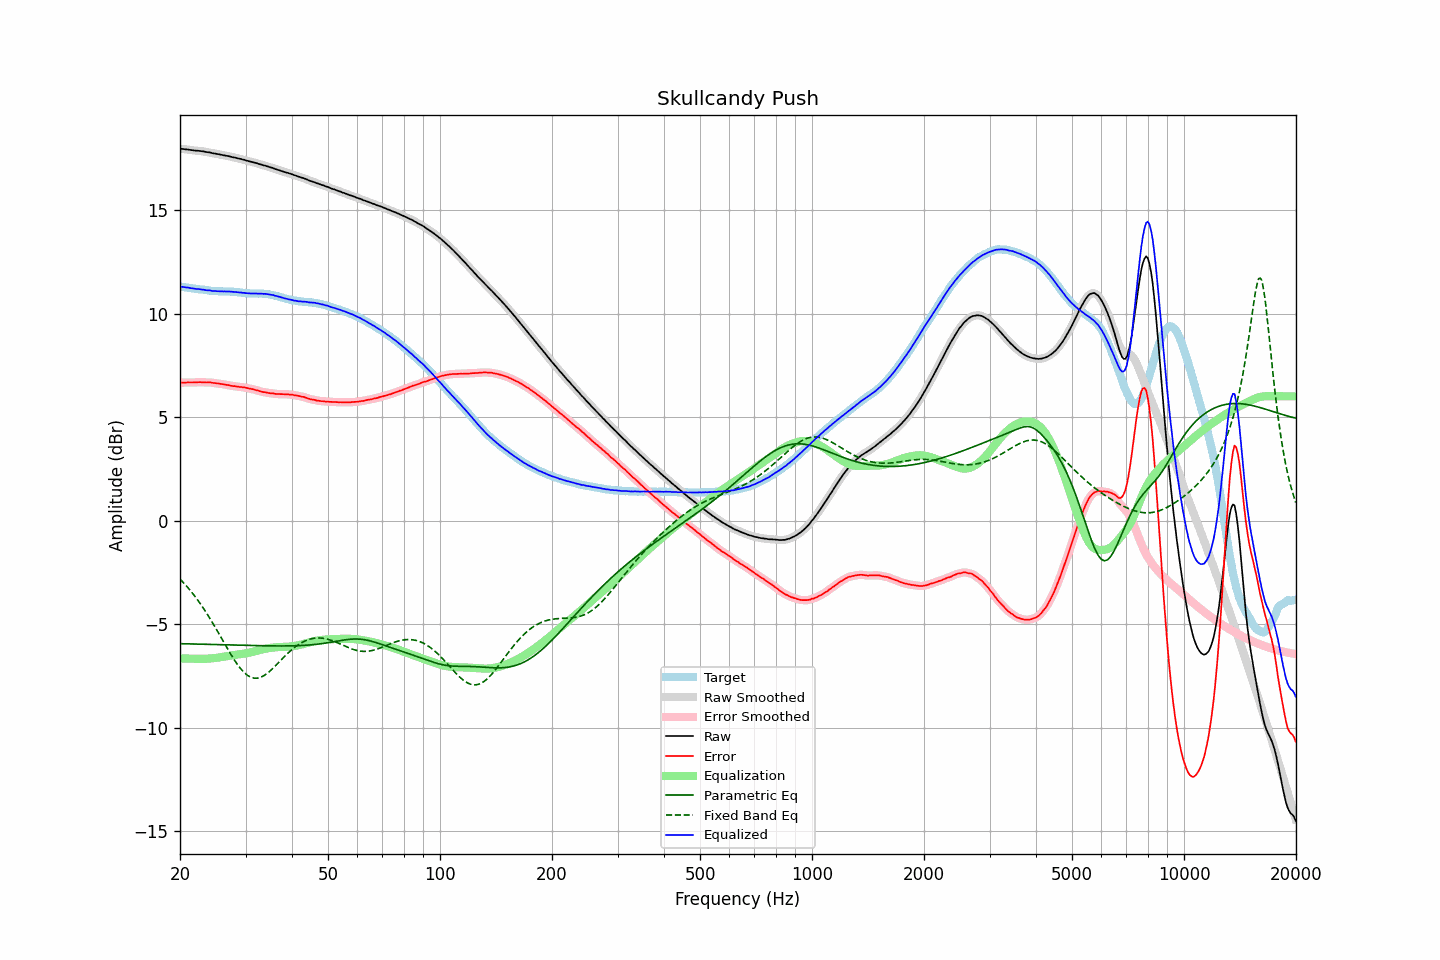 Skullcandy Push
Amplitude (dBr)
15
10
5
0
−5
−10
−15
20
50
100
200
500
1000
2000
5000
10000
20000
Frequency (Hz)
Target
Raw Smoothed
Error Smoothed
Raw
Error
Equalization
Parametric Eq
Fixed Band Eq
Equalized